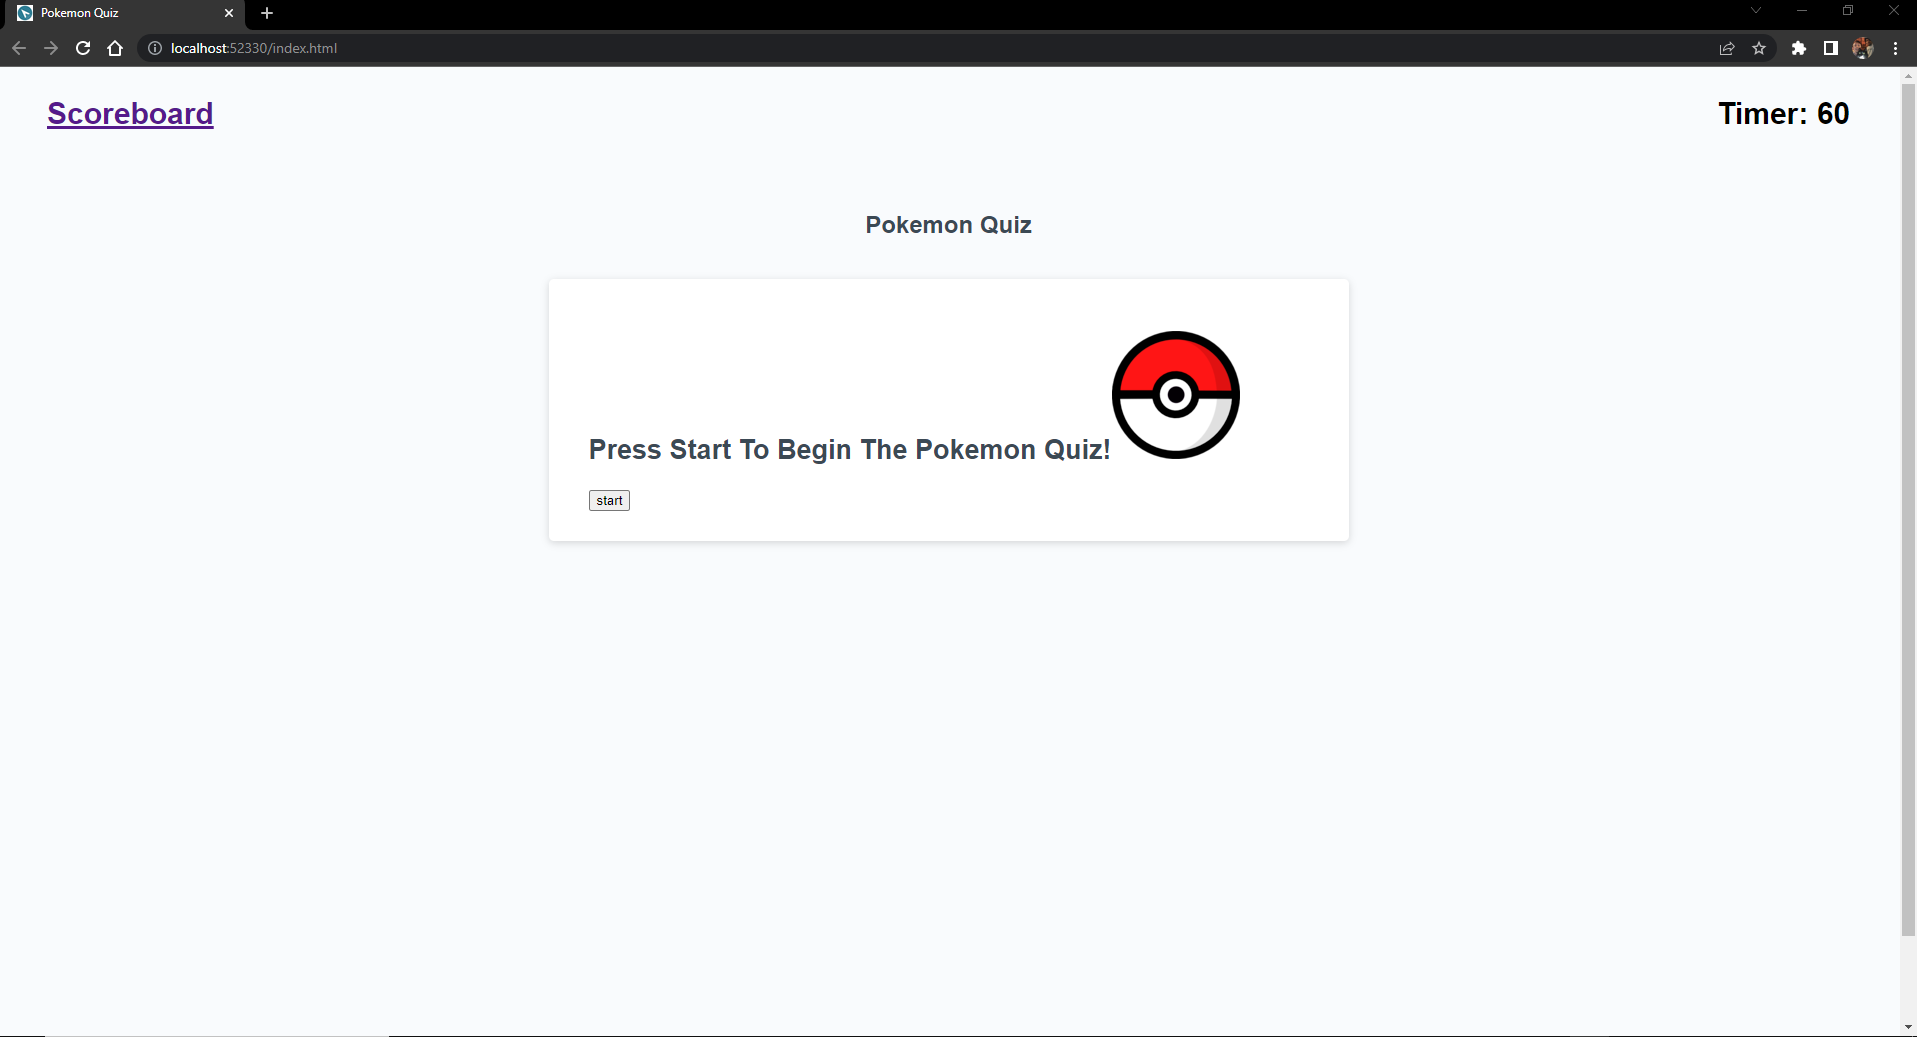 Pokemon Quiz
localhost:52330/index.html
Scoreboard
Timer: 60
Pokemon Quiz
Press Start To Begin The Pokemon Quiz!
start